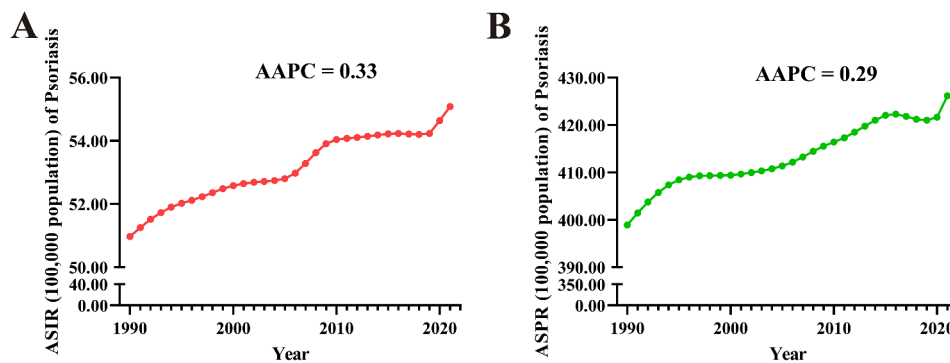 A
ASIR (100,000 population) of Psoriasis
AAPC = 0.33
56.00
54.00
52.00
50.00
40.00
0.00
1990
2000
2010
2020
Year
B
ASPR (100,000 population) of Psoriasis
AAPC = 0.29
430.00
420.00
410.00
400.00
390.00
350.00
0.00
1990
2000
2010
2020
Year